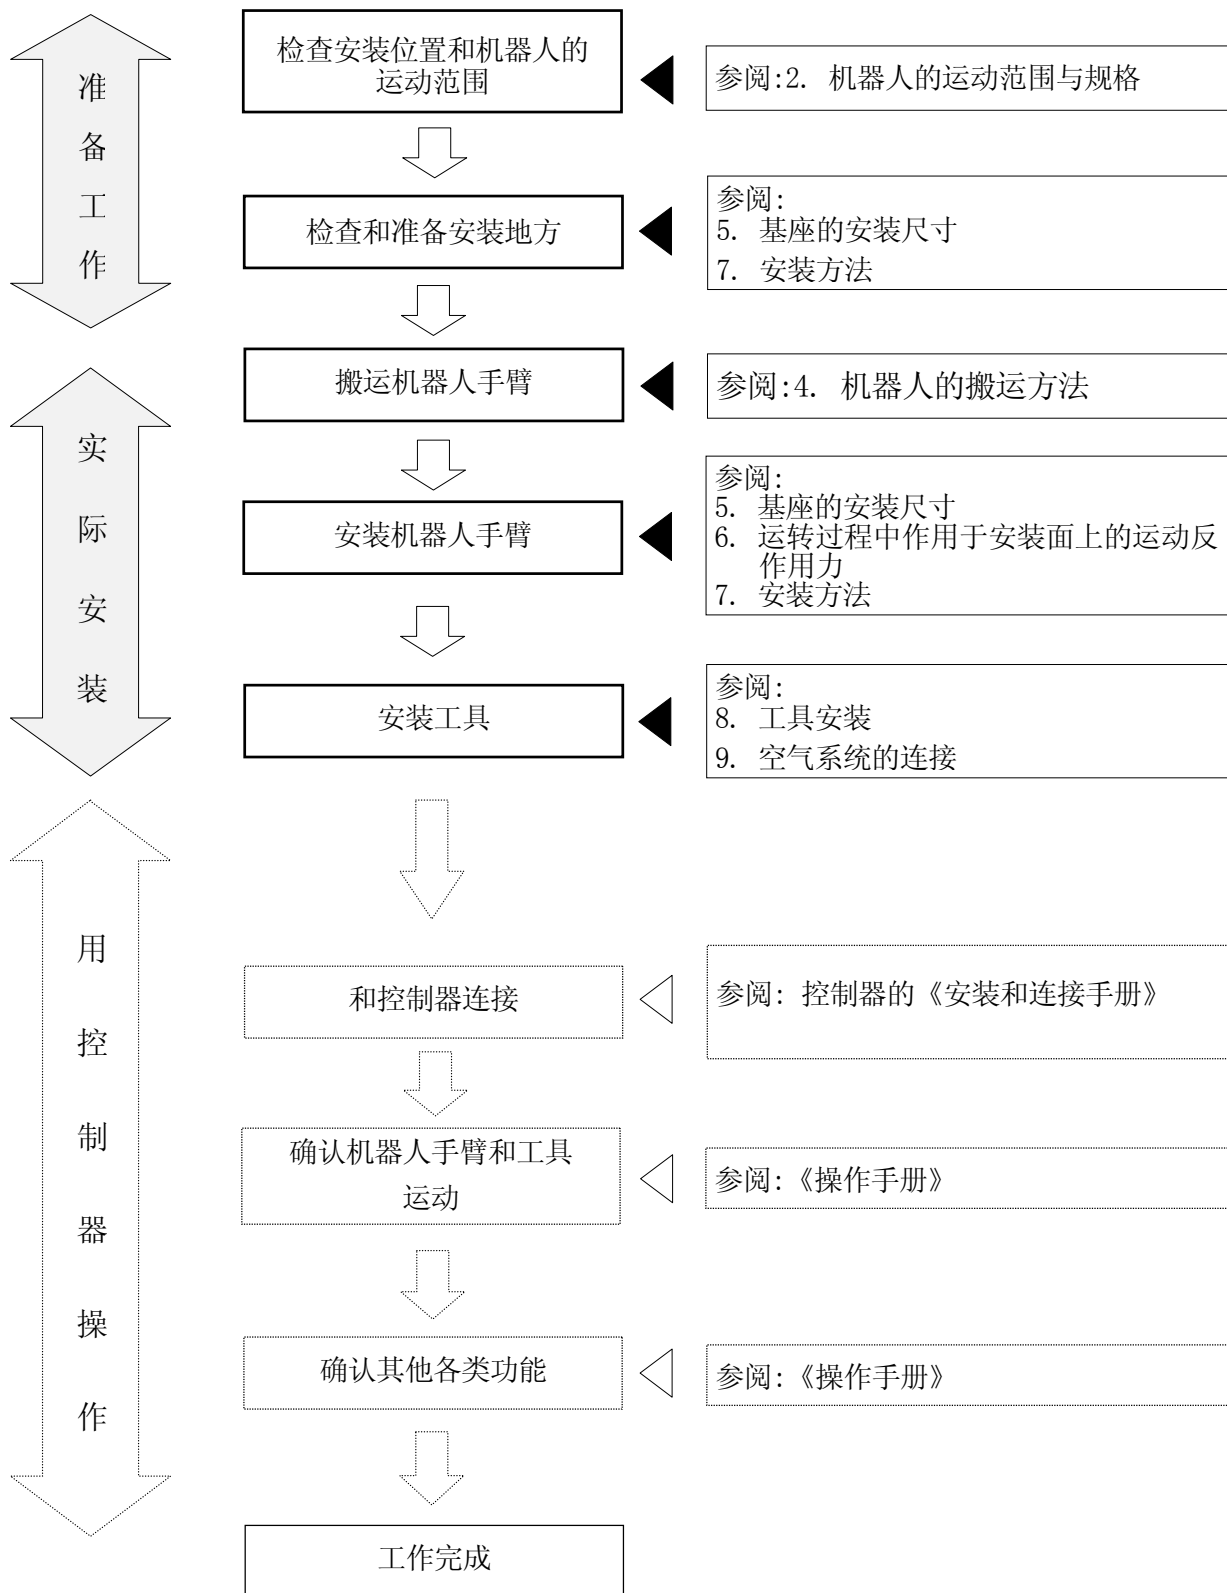 准备工作
检查安装位置和机器人的
运动范围
参阅:2. 机器人的运动范围与规格
检查和准备安装地方
参阅:
5. 基座的安装尺寸
7. 安装方法
实际安装
搬运机器人手臂
参阅:4. 机器人的搬运方法
安装机器人手臂
参阅:
5. 基座的安装尺寸
6. 运转过程中作用于安装面上的运动反
作用力
7. 安装方法
安装工具
参阅:
8. 工具安装
9. 空气系统的连接
用控制器操作
和控制器连接
参阅: 控制器的《安装和连接手册》
确认机器人手臂和工具
运动
参阅:《操作手册》
确认其他各类功能
参阅:《操作手册》
工作完成